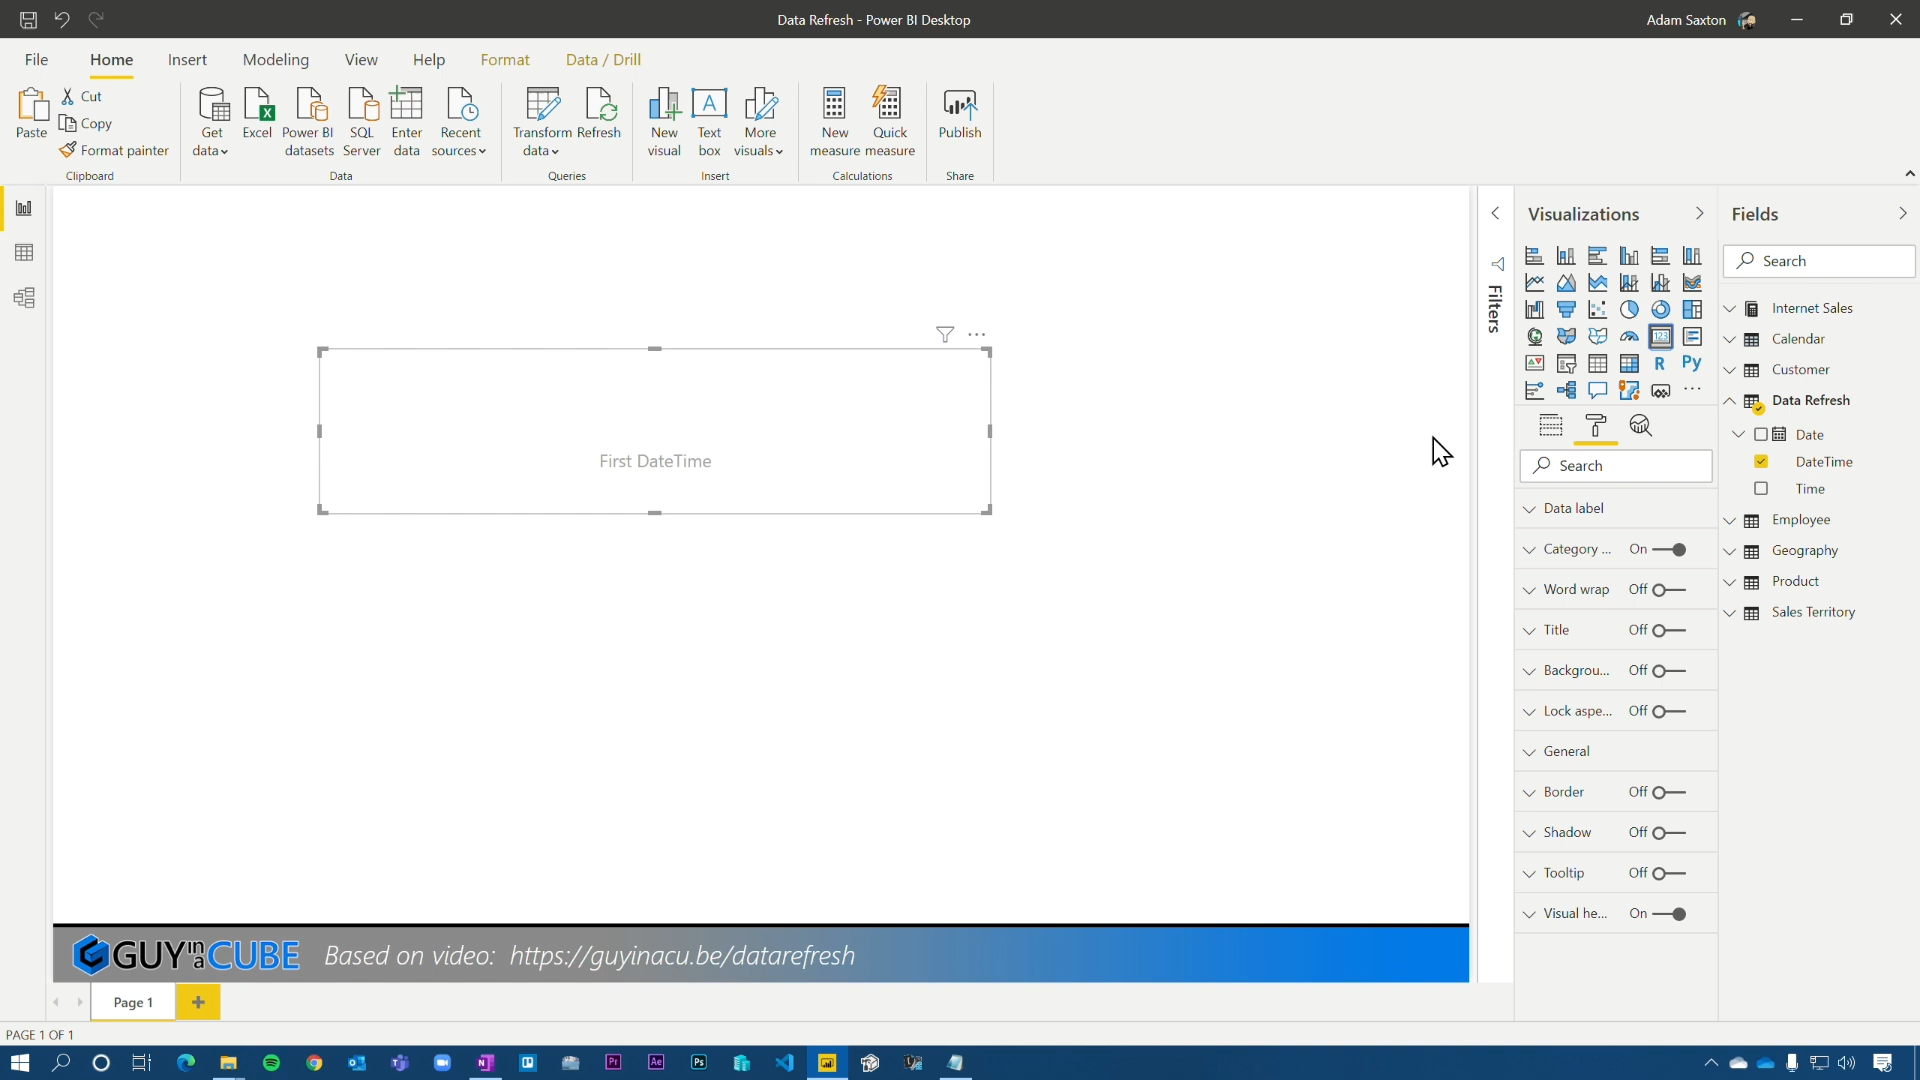 Data Refresh - Power BI Desktop
Adam Saxton
File Home Insert Modeling View Help Format Data / Drill
Paste
Cut
Copy
Format painter
Clipboard
Get data
Excel
Power BI datasets
SQL Server
Enter data
Recent sources
Data
Transform data
Refresh
Queries
New visual
Text box
More visuals
Insert
New measure
Quick measure
Calculations
Publish
Share
First DateTime
Filters
Visualizations
R
Py
Search
Data label
Category ... On
Word wrap Off
Title Off
Backgrou... Off
Lock aspe... Off
General
Border Off
Shadow Off
Tooltip Off
Visual he... On
Fields
Search
Internet Sales
Calendar
Customer
Data Refresh
Date
DateTime
Time
Employee
Geography
Product
Sales Territory
GUY in a CUBE Based on video: https://guyinacu.be/datarefresh
Page 1
PAGE 1 OF 1